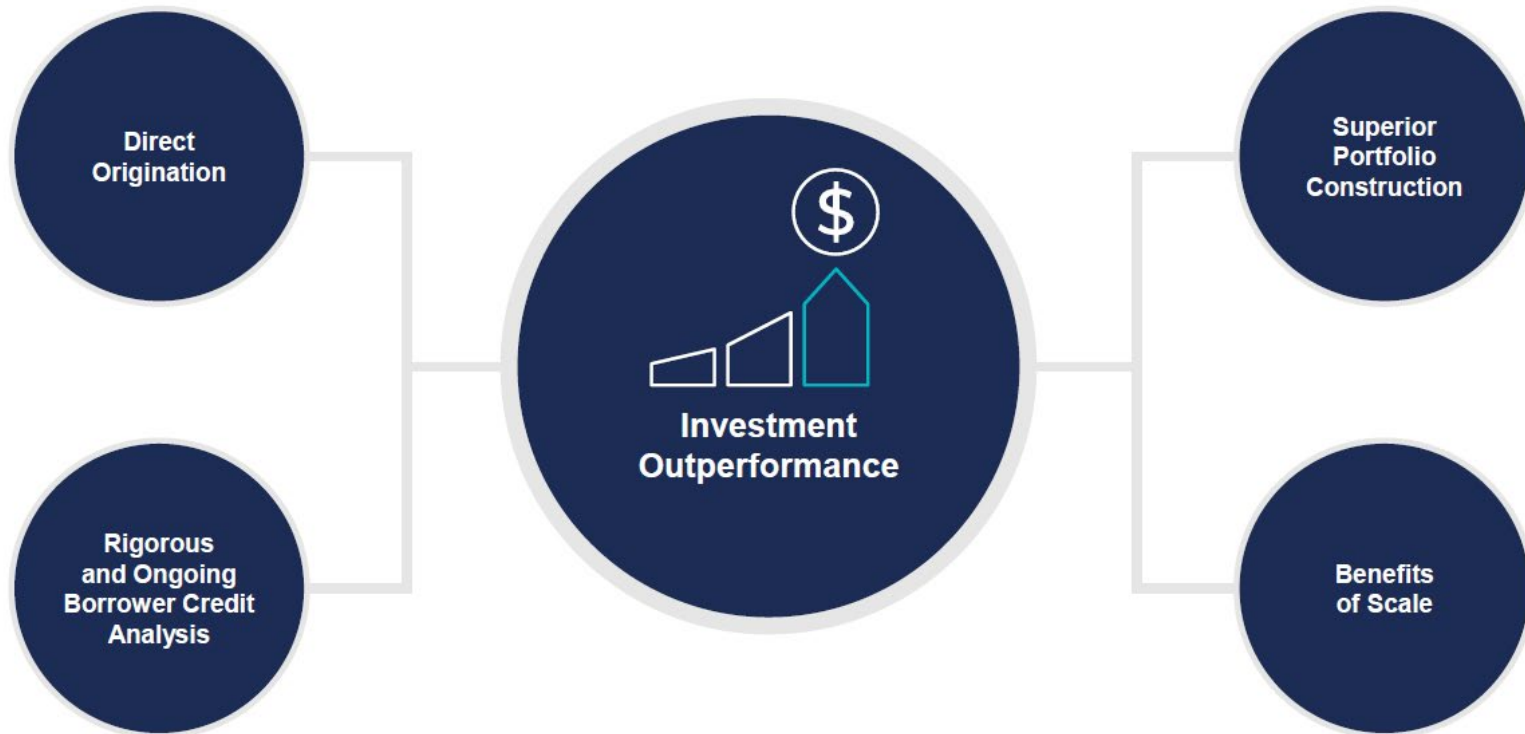 Direct
Origination
Rigorous
and Ongoing
Borrower Credit
Analysis
$
Investment
Outperformance
Superior
Portfolio
Construction
Benefits
of Scale